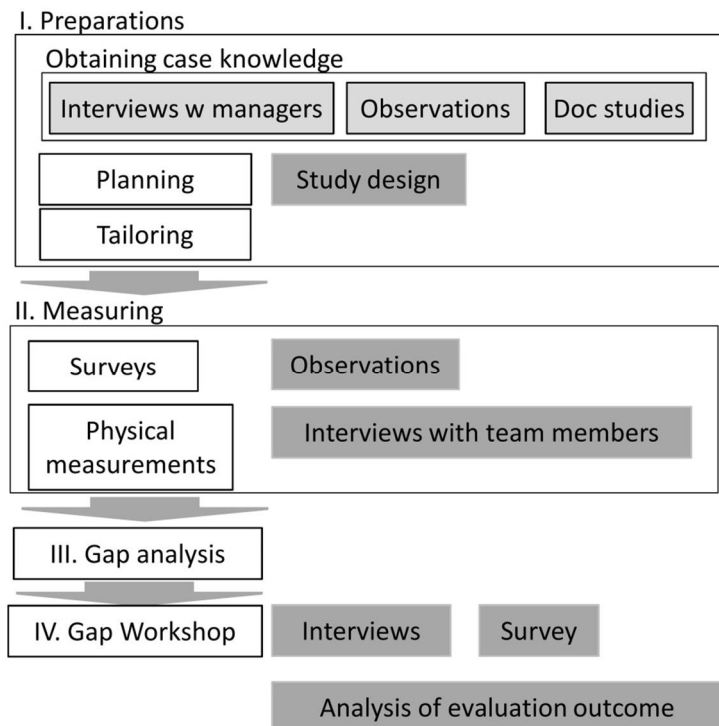 I. Preparations
Obtaining case knowledge
Interviews w managers
Observations
Doc studies
Planning
Study design
Tailoring
II. Measuring
Surveys
Observations
Physical
measurements
Interviews with team members
III. Gap analysis
IV. Gap Workshop
Interviews
Survey
Analysis of evaluation outcome